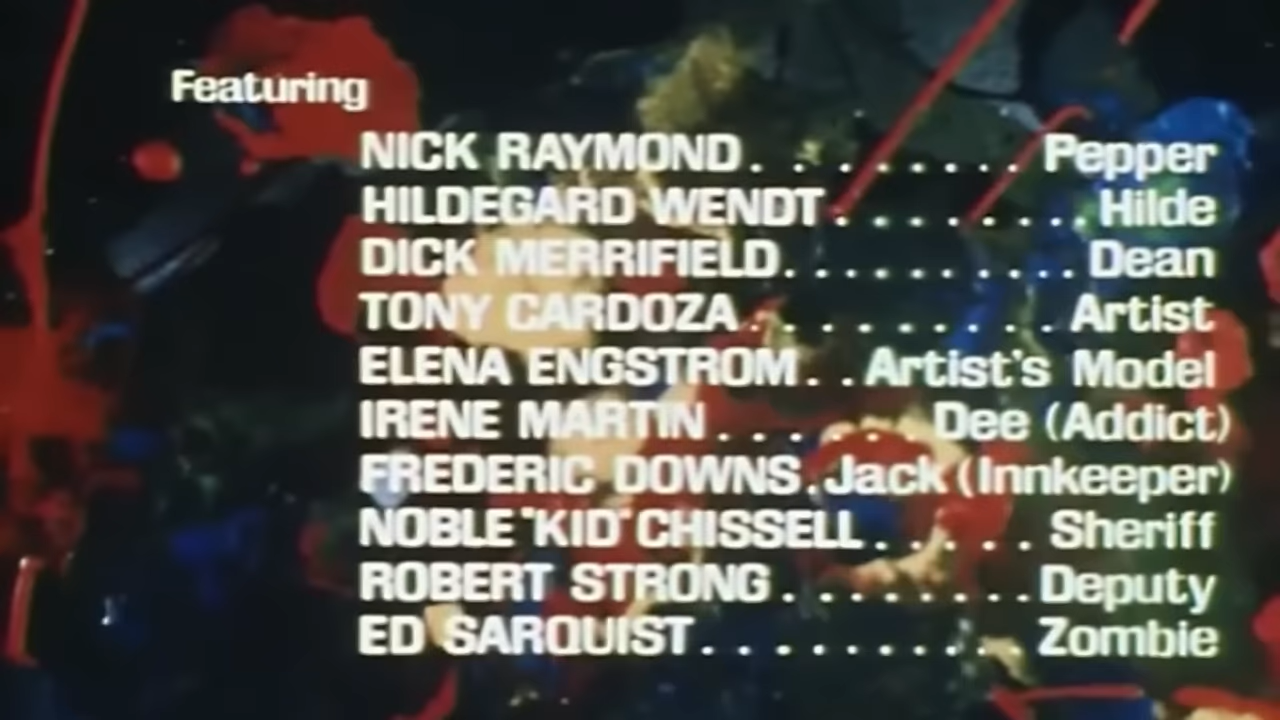 Featuring
NICK RAYMOND. . . . . . . . . Pepper
HILDEGARD WENDT. . . . . . . . Hilde
DICK MERRIFIELD. . . . . . . . . . Dean
TONY CARDOZA. . . . . . . . . . Artist
ELENA ENGSTROM. . Artist's Model
IRENE MARTIN . . . . . Dee (Addict)
FREDERIC DOWNS. Jack (Innkeeper)
NOBLE "KID" CHISSELL. . . . . Sheriff
ROBERT STRONG. . . . . . . . Deputy
ED SARQUIST. . . . . . . . . . Zombie